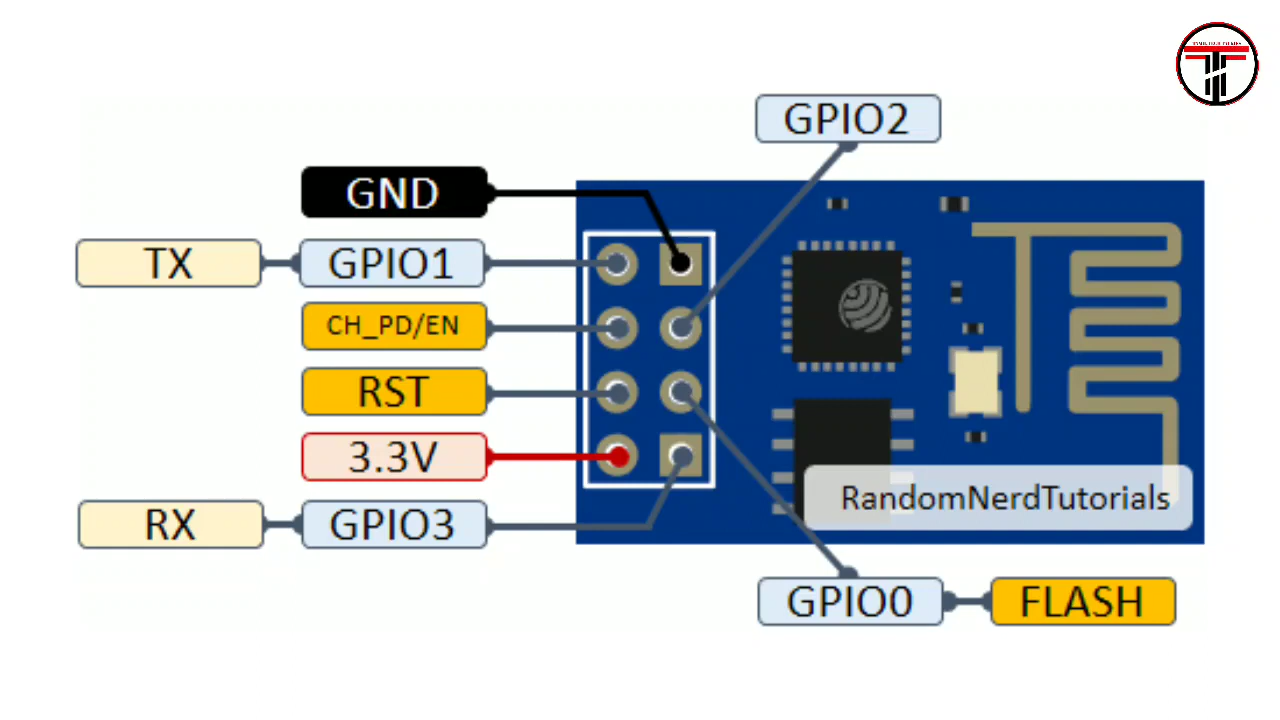 GPIO2
GND
TX GPIO1
CH_PD/EN
RST
3.3V
RandomNerdTutorials
RX GPIO3
GPIO0 FLASH